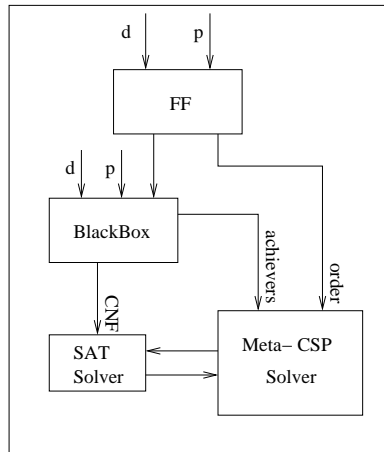 d
p
FF
d
p
BlackBox
achievers
order
CNF
SAT
Solver
Meta- CSP
Solver